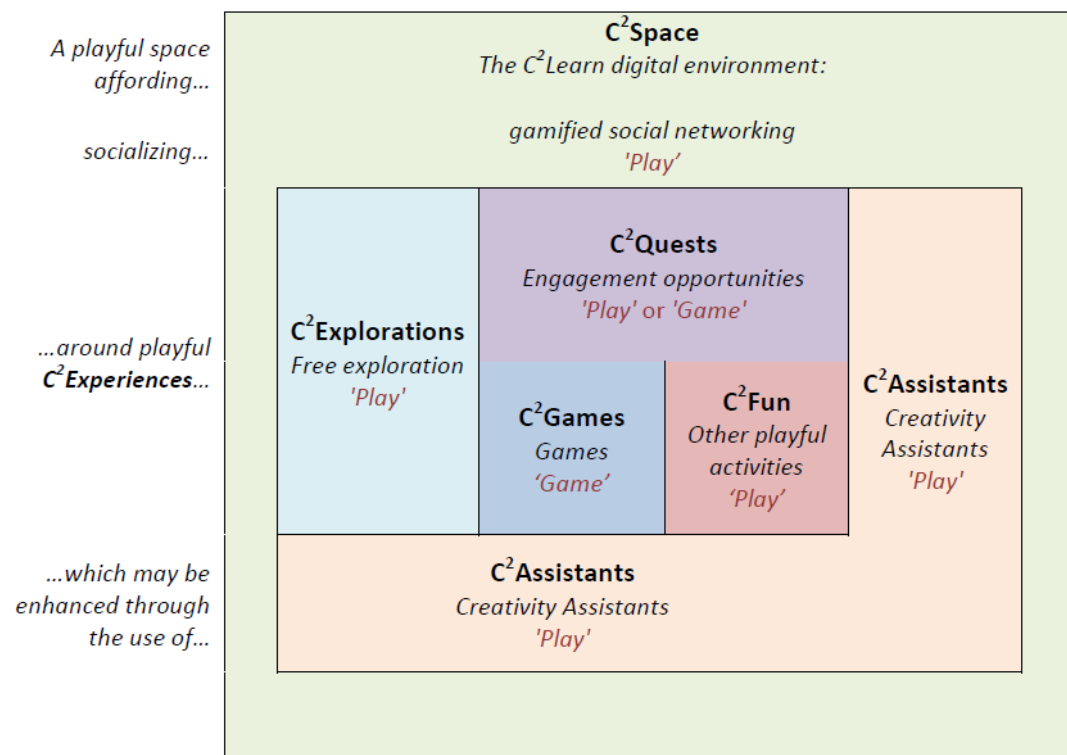 A playful space
affording…
socializing…
…around playful
C²Experiences…
…which may be
enhanced through
the use of…
C²Space
The C²Learn digital environment:
gamified social networking
'Play’
C²Explorations
Free exploration
'Play'
C²Quests
Engagement opportunities
'Play' or 'Game'
C²Games
Games
‘Game’
C²Fun
Other playful
activities
‘Play’
C²Assistants
Creativity
Assistants
'Play'
C²Assistants
Creativity Assistants
'Play'